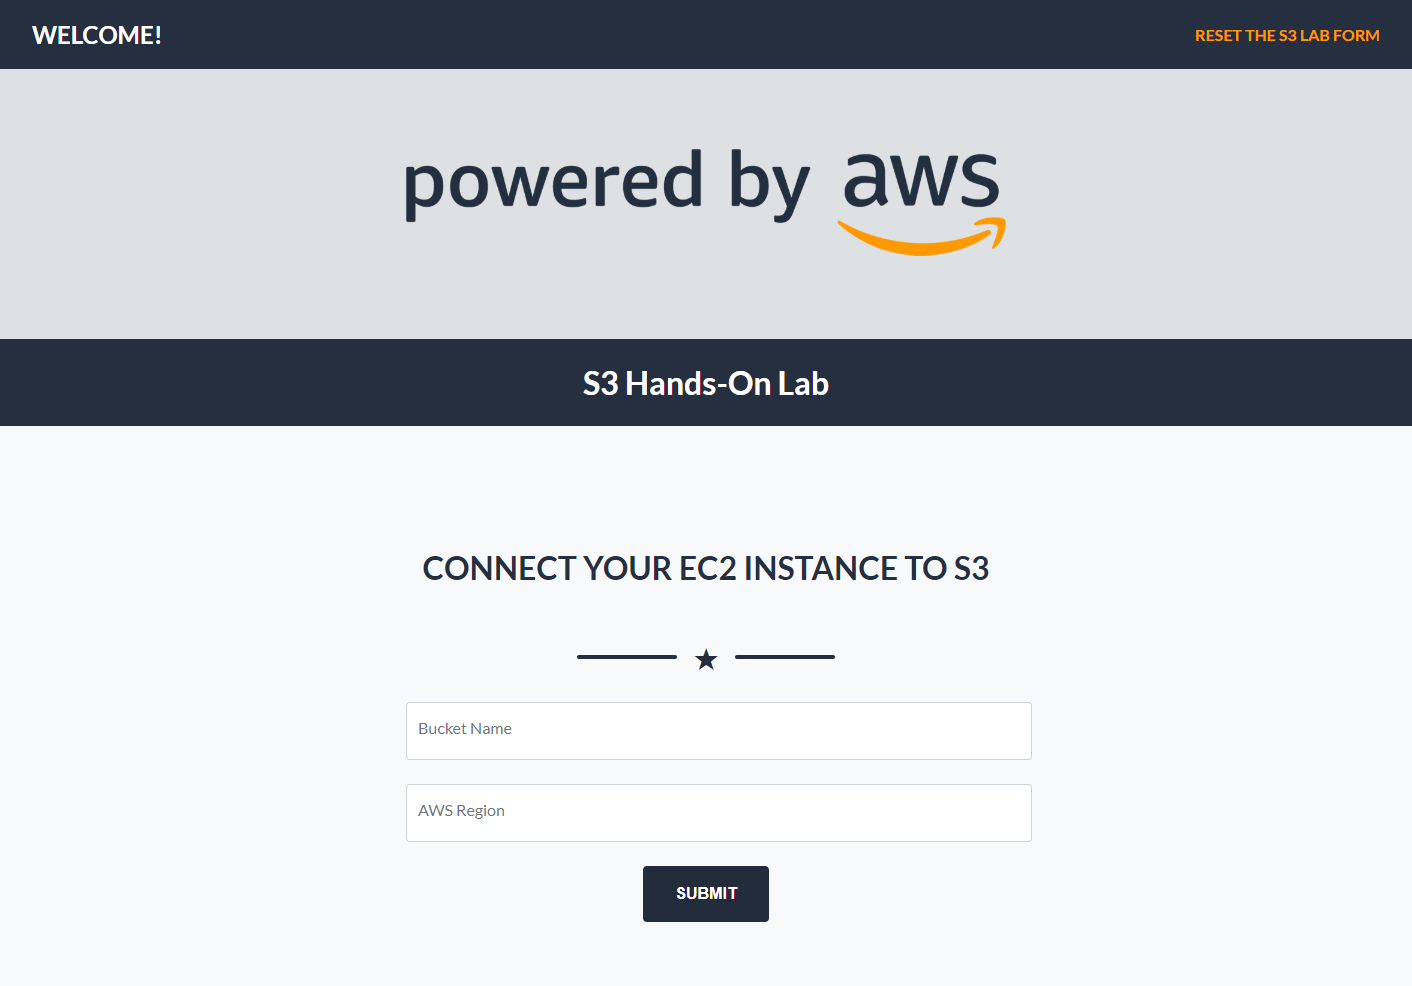 WELCOME!
RESET THE S3 LAB FORM
powered by aws
S3 Hands-On Lab
CONNECT YOUR EC2 INSTANCE TO S3
Bucket Name
AWS Region
SUBMIT